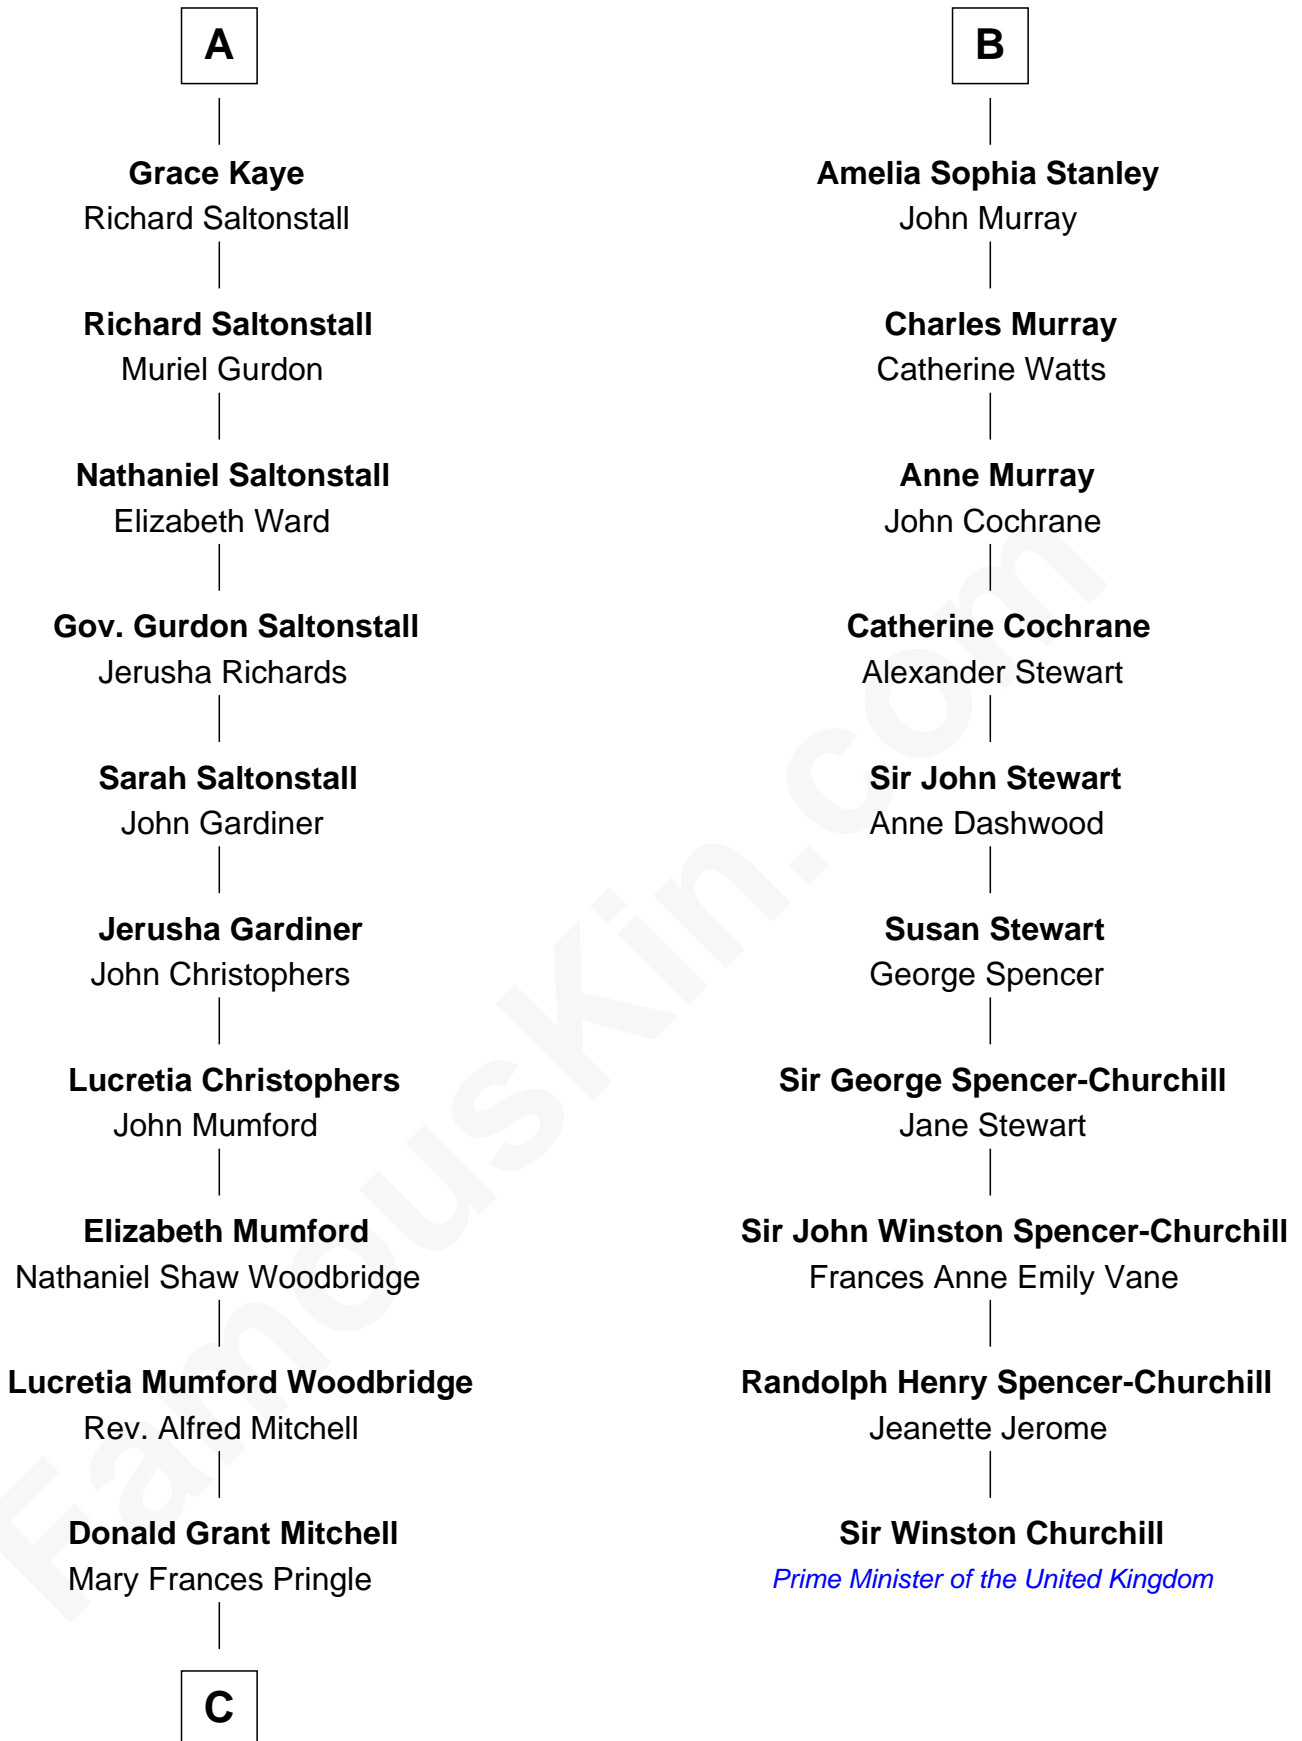 A
Grace Kaye
Richard Saltonstall
Richard Saltonstall
Muriel Gurdon
Nathaniel Saltonstall
Elizabeth Ward
Gov. Gurdon Saltonstall
Jerusha Richards
Sarah Saltonstall
John Gardiner
Jerusha Gardiner
John Christophers
Lucretia Christophers
John Mumford
Elizabeth Mumford
Nathaniel Shaw Woodbridge
Lucretia Mumford Woodbridge
Rev. Alfred Mitchell
Donald Grant Mitchell
Mary Frances Pringle
C
B
Amelia Sophia Stanley
John Murray
Charles Murray
Catherine Watts
Anne Murray
John Cochrane
Catherine Cochrane
Alexander Stewart
Sir John Stewart
Anne Dashwood
Susan Stewart
George Spencer
Sir George Spencer-Churchill
Jane Stewart
Sir John Winston Spencer-Churchill
Frances Anne Emily Vane
Randolph Henry Spencer-Churchill
Jeanette Jerome
Sir Winston Churchill
Prime Minister of the United Kingdom
FamousKin.com